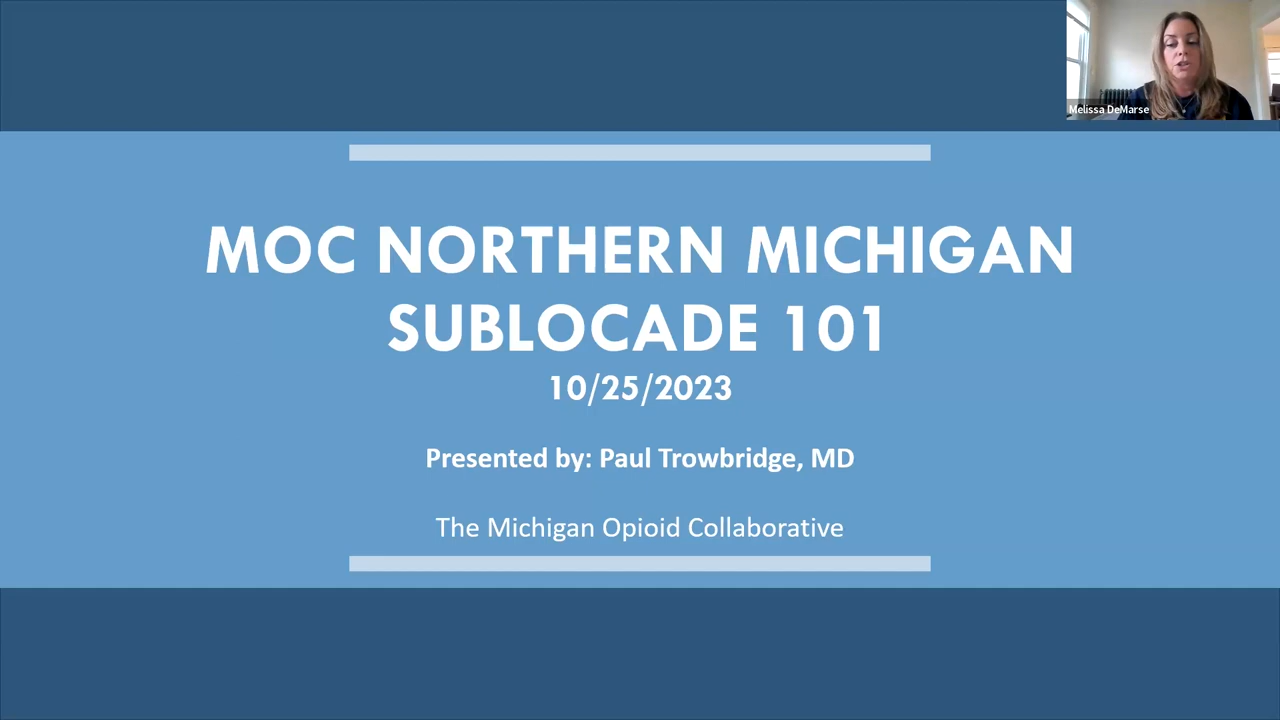 Melissa DeMarse
MOC NORTHERN MICHIGAN
SUBLOCADE 101
10/25/2023
Presented by: Paul Trowbridge, MD
The Michigan Opioid Collaborative